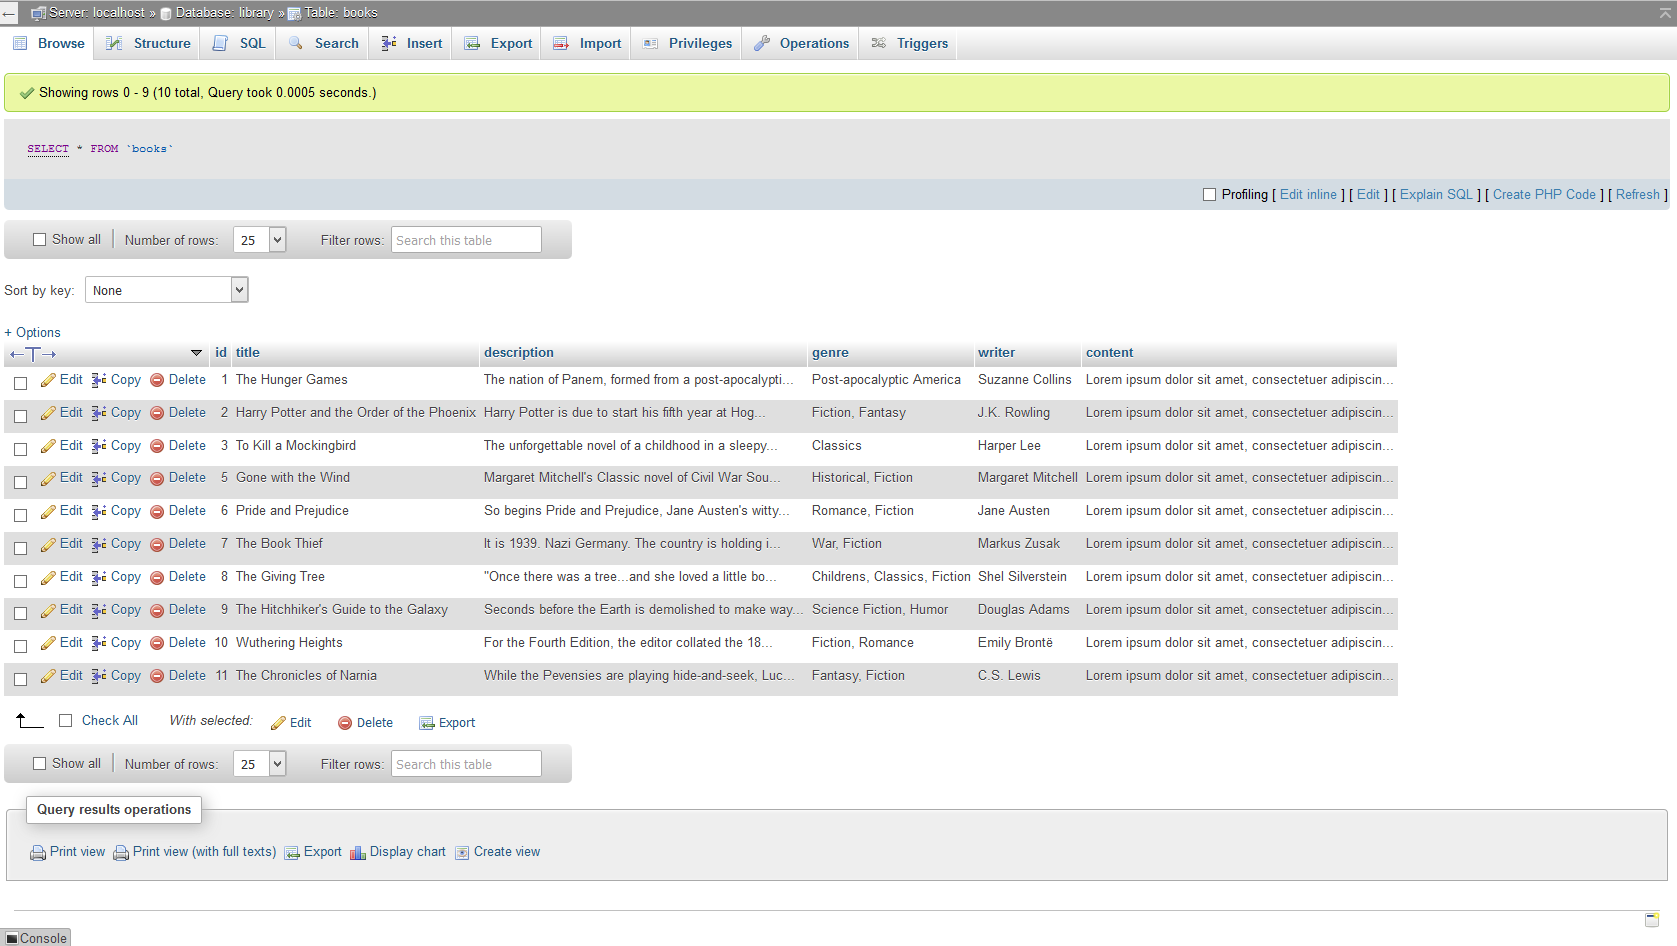 Server: localhost » Database: library » Table: books
Browse Structure SQL Search Insert Export Import Privileges Operations Triggers
Showing rows 0 - 9 (10 total, Query took 0.0005 seconds.)
SELECT * FROM `books`
Profiling [ Edit inline ] [ Edit ] [ Explain SQL ] [ Create PHP Code ] [ Refresh ]
Show all Number of rows: 25 Filter rows: Search this table
Sort by key: None
+ Options
←T→ id title description genre writer content
Edit Copy Delete 1 The Hunger Games The nation of Panem, formed from a post-apocalypti... Post-apocalyptic America Suzanne Collins Lorem ipsum dolor sit amet, consectetuer adipiscin...
Edit Copy Delete 2 Harry Potter and the Order of the Phoenix Harry Potter is due to start his fifth year at Hog... Fiction, Fantasy J.K. Rowling Lorem ipsum dolor sit amet, consectetuer adipiscin...
Edit Copy Delete 3 To Kill a Mockingbird The unforgettable novel of a childhood in a sleepy... Classics Harper Lee Lorem ipsum dolor sit amet, consectetuer adipiscin...
Edit Copy Delete 5 Gone with the Wind Margaret Mitchell's Classic novel of Civil War Sou... Historical, Fiction Margaret Mitchell Lorem ipsum dolor sit amet, consectetuer adipiscin...
Edit Copy Delete 6 Pride and Prejudice So begins Pride and Prejudice, Jane Austen's witty... Romance, Fiction Jane Austen Lorem ipsum dolor sit amet, consectetuer adipiscin...
Edit Copy Delete 7 The Book Thief It is 1939. Nazi Germany. The country is holding i... War, Fiction Markus Zusak Lorem ipsum dolor sit amet, consectetuer adipiscin...
Edit Copy Delete 8 The Giving Tree "Once there was a tree...and she loved a little bo... Childrens, Classics, Fiction Shel Silverstein Lorem ipsum dolor sit amet, consectetuer adipiscin...
Edit Copy Delete 9 The Hitchhiker's Guide to the Galaxy Seconds before the Earth is demolished to make way... Science Fiction, Humor Douglas Adams Lorem ipsum dolor sit amet, consectetuer adipiscin...
Edit Copy Delete 10 Wuthering Heights For the Fourth Edition, the editor collated the 18... Fiction, Romance Emily Brontë Lorem ipsum dolor sit amet, consectetuer adipiscin...
Edit Copy Delete 11 The Chronicles of Narnia While the Pevensies are playing hide-and-seek, Luc... Fantasy, Fiction C.S. Lewis Lorem ipsum dolor sit amet, consectetuer adipiscin...
Check All With selected: Edit Delete Export
Show all Number of rows: 25 Filter rows: Search this table
Query results operations
Print view Print view (with full texts) Export Display chart Create view
Console